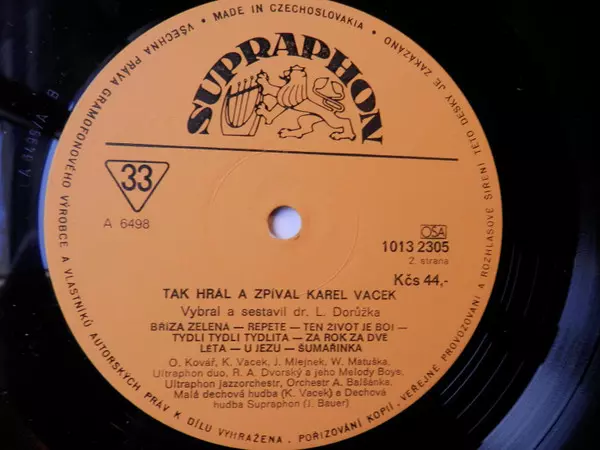 VŠECHNA PRÁVA GRAMOFONOVÉHO VÝROBCE A VLASTNÍKŮ AUTORSKÝCH PRÁV K DÍLU VYHRAŽENA. POŘIZOVÁNÍ KOPIÍ, VEŘEJNÉ PROVOZOVÁNÍ A ROZHLASOVÉ ŠÍŘENÍ TÉTO DESKY JE ZAKÁZÁNO
• MADE IN CZECHOSLOVAKIA •
SUPRAPHON
33
A 6498
OSA
1013 2305
2. strana
Kčs 44,-
TAK HRÁL A ZPÍVAL KAREL VACEK
Vybral a sestavil dr. L. Dorůžka
BŘÍZA ZELENÁ — REPETE — TEN ŽIVOT JE BOJ —
TYDLI TYDLI TYDLITA — ZA ROK ZA DVĚ
LÉTA — U JEZU — ŠUMAŘINKA
O. Kovář, K. Vacek, J. Mlejnek, W. Matuška,
Ultraphon duo, R. A. Dvorský a jeho Melody Boys,
Ultraphon jazzorchestr, Orchestr A. Balšánka,
Malá dechová hudba (K. Vacek) a Dechová
hudba Supraphon (J. Bauer)